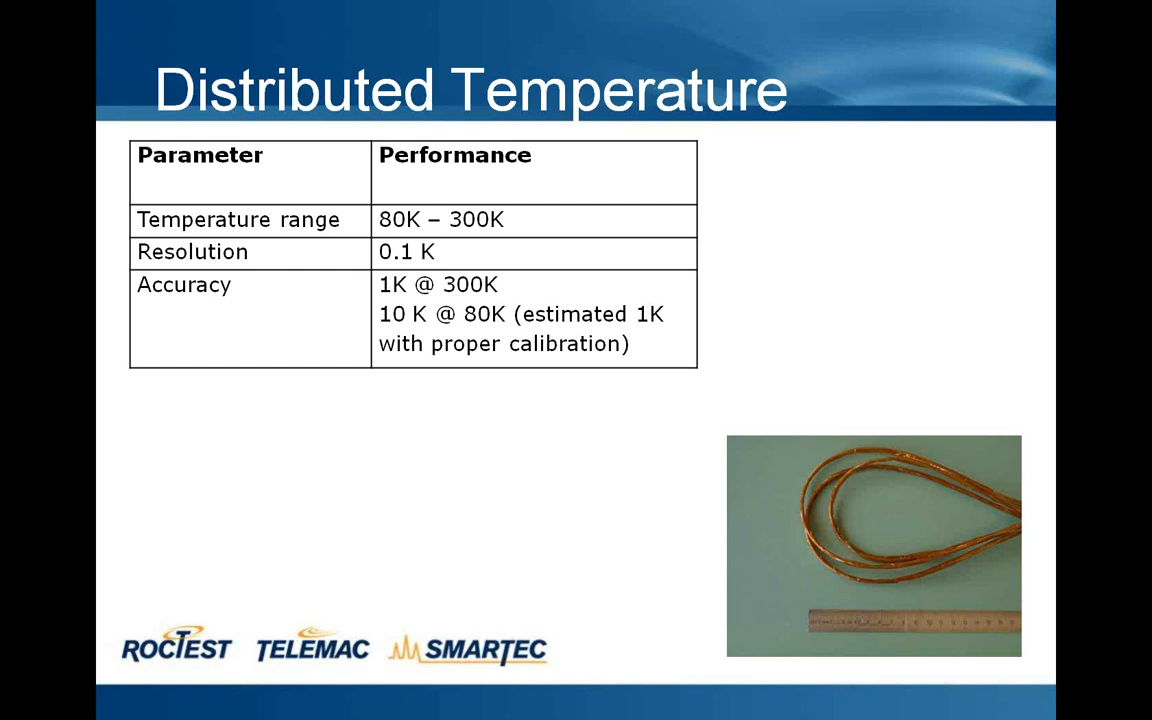 Distributed Temperature
Parameter Performance
Temperature range 80K – 300K
Resolution 0.1 K
Accuracy 1K @ 300K
10 K @ 80K (estimated 1K
with proper calibration)
ROCTEST TELEMAC SMARTEC